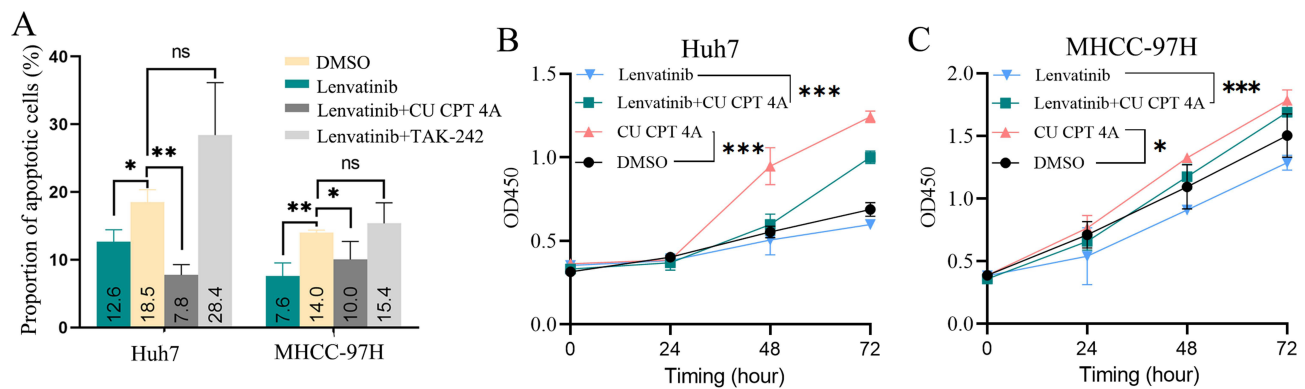 A
Proportion of apoptotic cells (%)
40
30
20
10
0
ns
*
**
ns
**
*
DMSO
Lenvatinib
Lenvatinib+CU CPT 4A
Lenvatinib+TAK-242
12.6
18.5
7.8
28.4
7.6
14.0
10.0
15.4
Huh7
MHCC-97H
B
Huh7
OD450
1.5
1.0
0.5
0.0
Lenvatinib
Lenvatinib+CU CPT 4A
CU CPT 4A
DMSO
***
***
0
24
48
72
Timing (hour)
C
MHCC-97H
OD450
2.0
1.5
1.0
0.5
0.0
Lenvatinib
Lenvatinib+CU CPT 4A
CU CPT 4A
DMSO
***
*
0
24
48
72
Timing (hour)